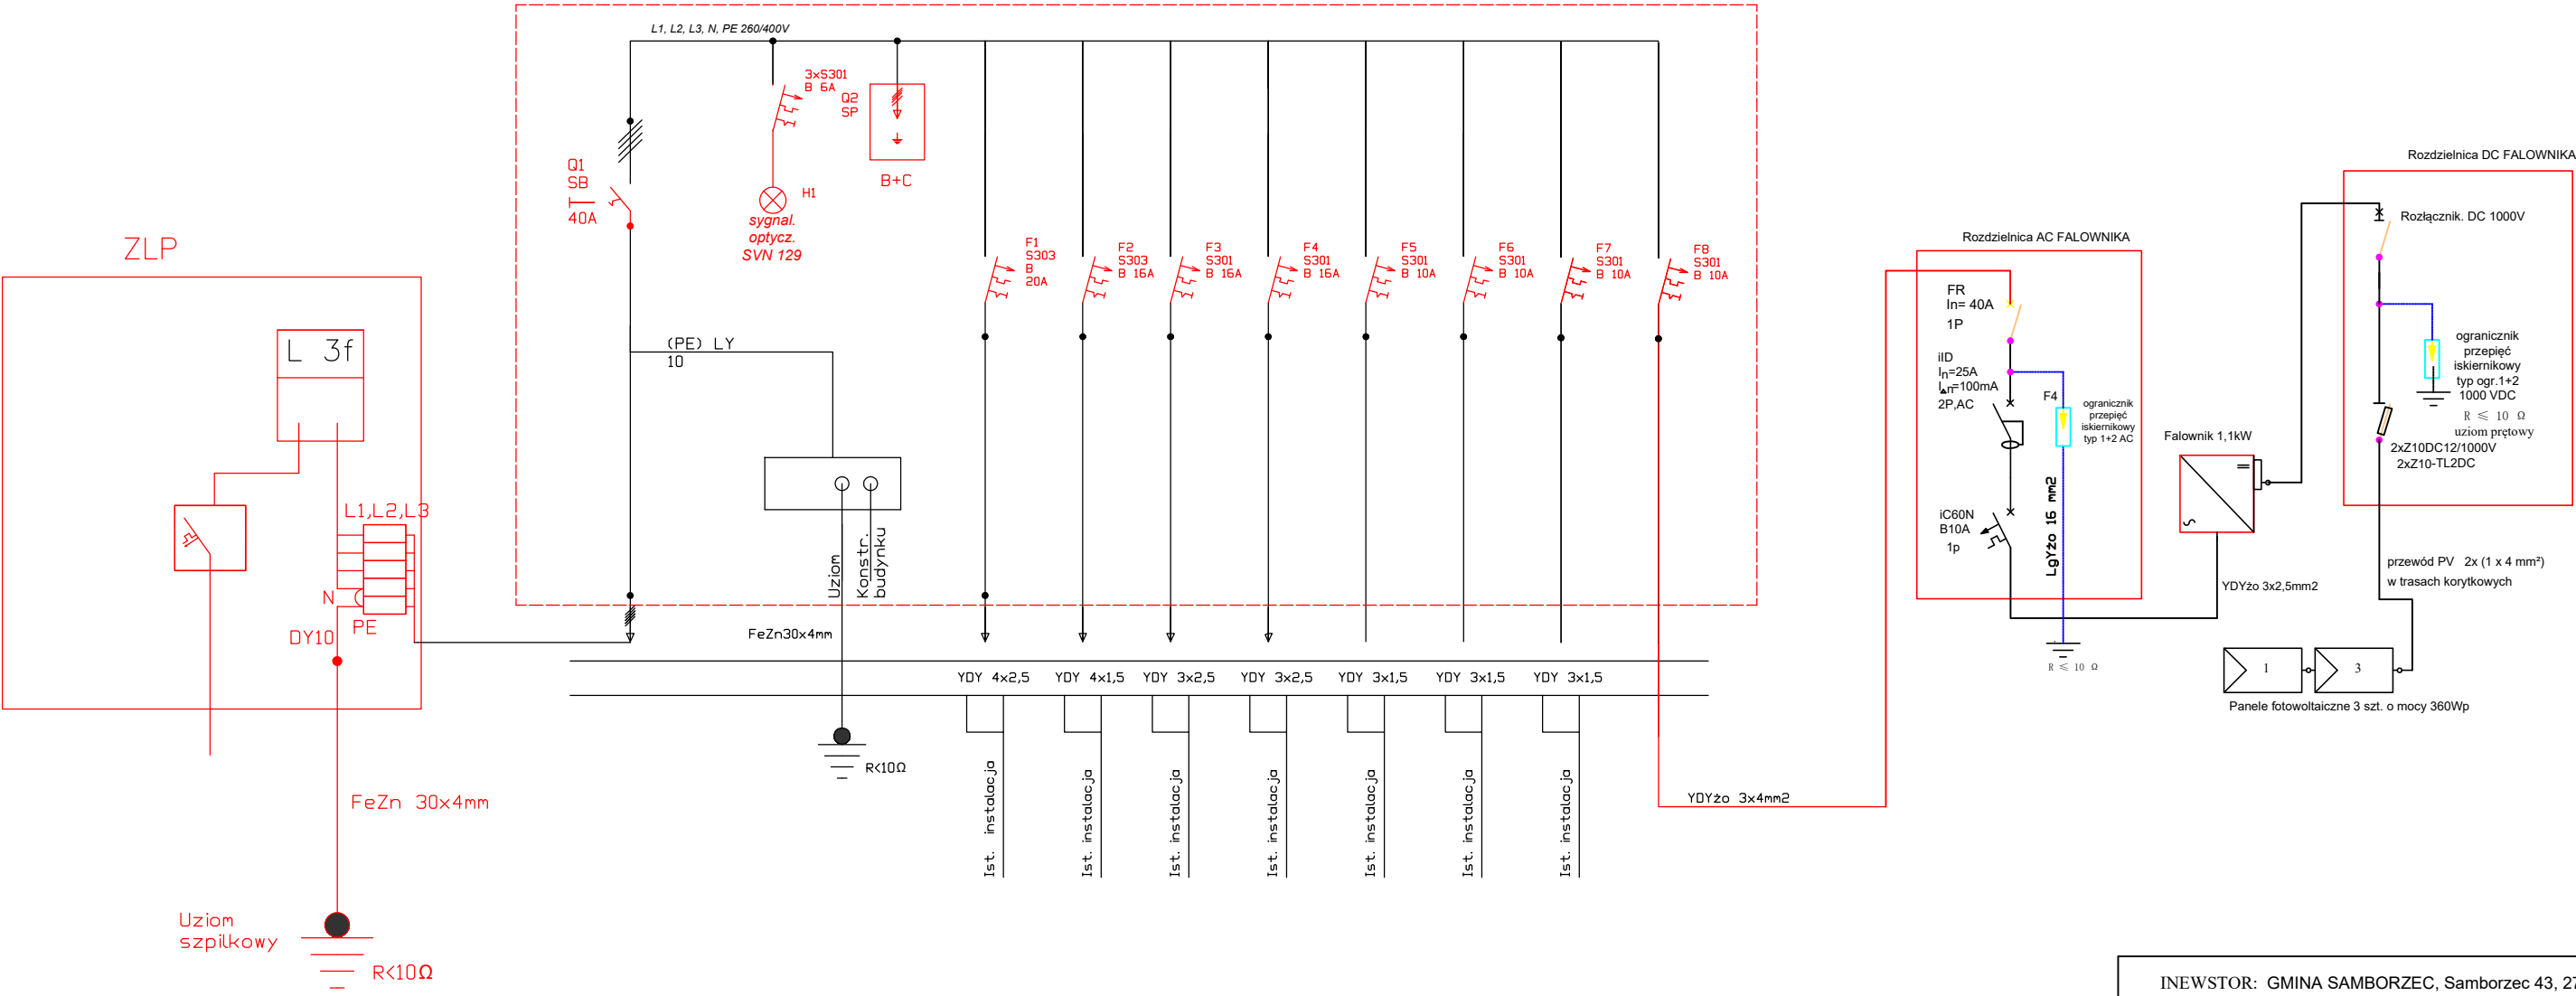 ZLP
L 3f
L1,L2,L3
N
PE
DY10
FeZn 30x4mm
Uziom
szpilkowy
R<10Ω
L1, L2, L3, N, PE 260/400V
Q1
SB
40A
3xS301
B 6A
H1
sygnal.
optycz.
SVN 129
Q2
SP
B+C
(PE) LY
10
Uziom
Konstr.
budynku
FeZn30x4mm
R<10Ω
F1
S303
B
20A
F2
S303
B 16A
F3
S301
B 16A
F4
S301
B 16A
F5
S301
B 10A
F6
S301
B 10A
F7
S301
B 10A
F8
S301
B 10A
YDY 4x2,5
YDY 4x1,5
YDY 3x2,5
YDY 3x2,5
YDY 3x1,5
YDY 3x1,5
YDY 3x1,5
Ist. instalacja
Ist. instalacja
Ist. instalacja
Ist. instalacja
Ist. instalacja
Ist. instalacja
Ist. instalacja
YDYżo 3x4mm2
Rozdzielnica AC FALOWNIKA
FR
In= 40A
1P
iID
In=25A
I▲n=100mA
2P,AC
F4
ogranicznik
przepięć
iskiernikowy
typ 1+2 AC
iC60N
B10A
1p
LgYżo 16 mm2
R ≤ 10 Ω
Falownik 1,1kW
YDYżo 3x2,5mm2
Rozdzielnica DC FALOWNIKA
Rozłącznik. DC 1000V
ogranicznik
przepięć
iskiernikowy
typ ogr.1+2
1000 VDC
R ≤ 10 Ω
uziom prętowy
2xZ10DC12/1000V
2xZ10-TL2DC
przewód PV 2x (1 x 4 mm²)
w trasach korytkowych
1
3
Panele fotowoltaiczne 3 szt. o mocy 360Wp
INEWSTOR: GMINA SAMBORZEC, Samborzec 43, 27